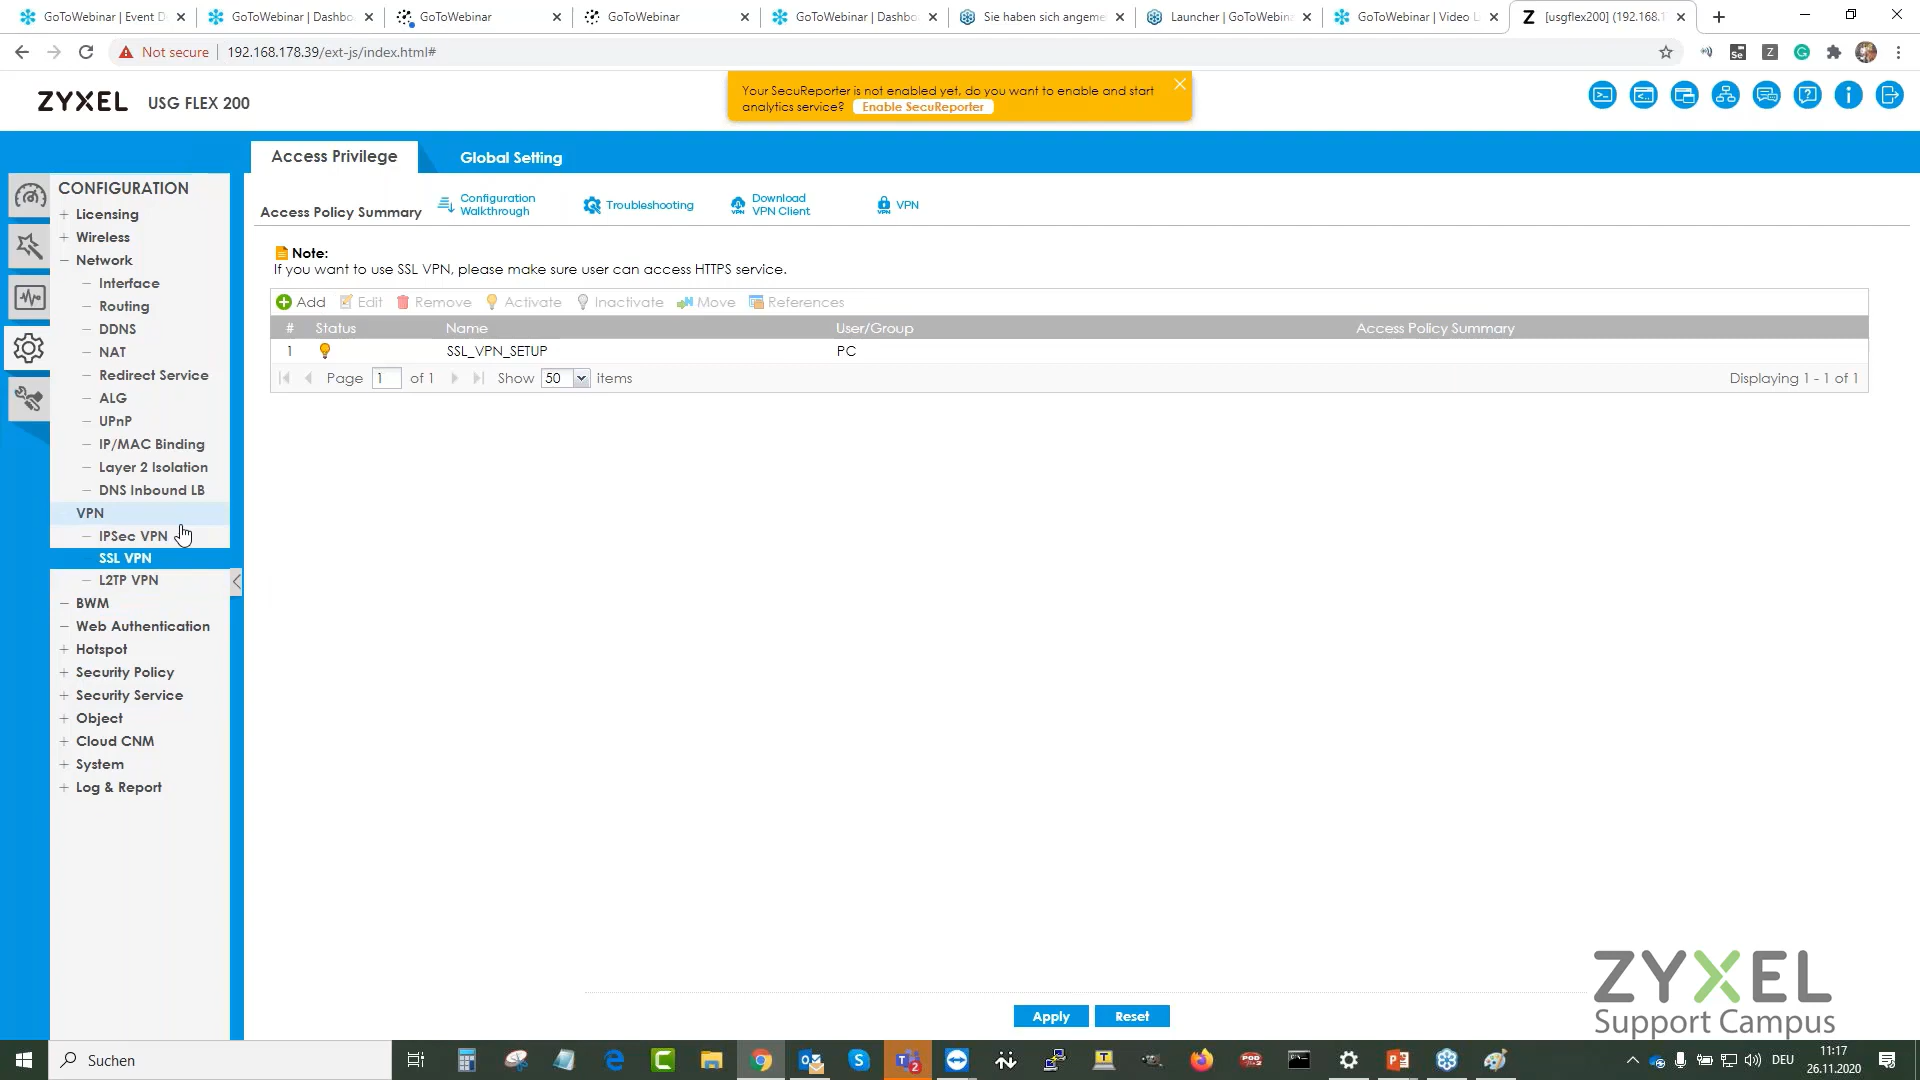 GoToWebinar | Event D
GoToWebinar | Dashbo
GoToWebinar
GoToWebinar
GoToWebinar | Dashbo
Sie haben sich angeme
Launcher | GoToWebina
GoToWebinar | Video L
[usgflex200] (192.168.1
Not secure
192.168.178.39/ext-js/index.html#
ZYXEL USG FLEX 200
Your SecuReporter is not enabled yet, do you want to enable and start
analytics service? Enable SecuReporter
Access Privilege
Global Setting
CONFIGURATION
Licensing
Wireless
Network
Interface
Routing
DDNS
NAT
Redirect Service
ALG
UPnP
IP/MAC Binding
Layer 2 Isolation
DNS Inbound LB
VPN
IPSec VPN
SSL VPN
L2TP VPN
BWM
Web Authentication
Hotspot
Security Policy
Security Service
Object
Cloud CNM
System
Log & Report
Access Policy Summary
Configuration
Walkthrough
Troubleshooting
Download
VPN Client
VPN
Note:
If you want to use SSL VPN, please make sure user can access HTTPS service.
Add Edit Remove Activate Inactivate Move References
# Status Name User/Group Access Policy Summary
1 SSL_VPN_SETUP PC
Page 1 of 1 Show 50 items
Displaying 1 - 1 of 1
Apply Reset
ZYXEL
Support Campus
Suchen
DEU
11:17
26.11.2020